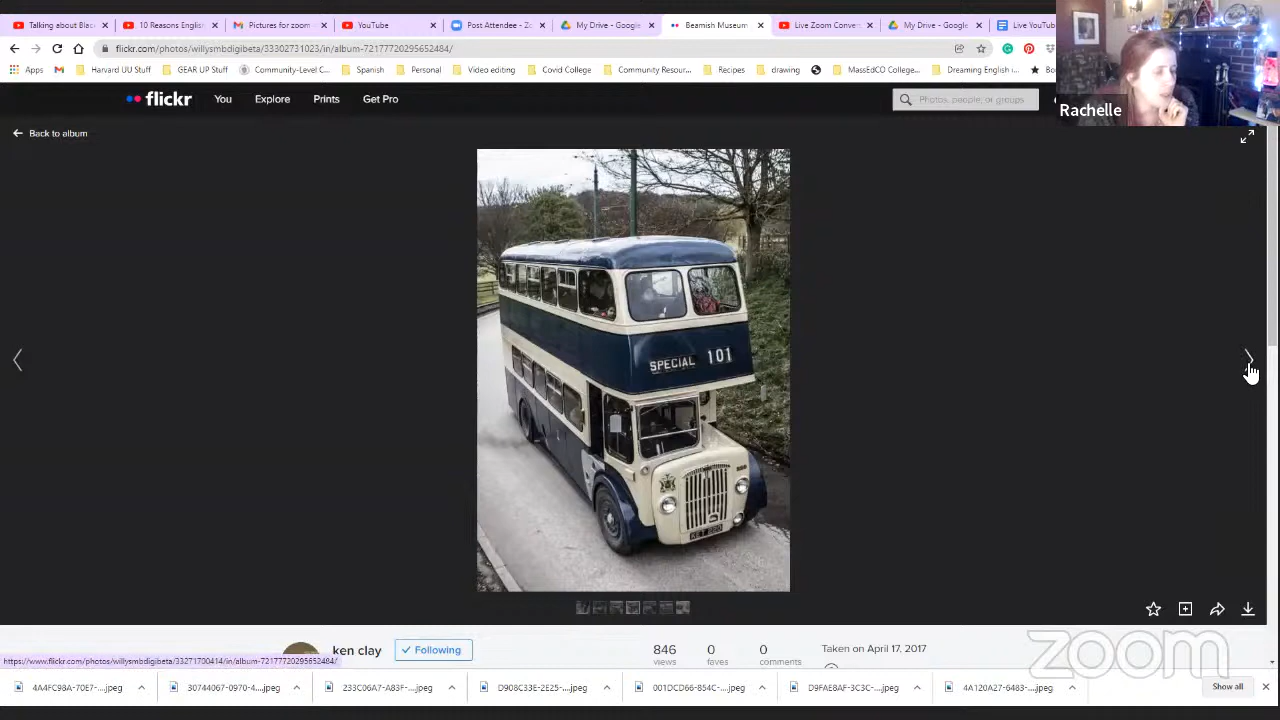 Talking about Blac
10 Reasons English
Pictures for zoom
YouTube
Post Attendee - Zo
My Drive - Google
Beamish Museum
Live Zoom Conver
My Drive - Google
Live YouTub
flickr.com/photos/willysmbdigibeta/33302731023/in/album-72177720295652484/
Apps
Harvard UU Stuff
GEAR UP Stuff
Community-Level C...
Spanish
Personal
Video editing
Covid College
Community Resour...
Recipes
drawing
MassEdCO College...
Dreaming English
flickr
You
Explore
Prints
Get Pro
Photos, people, or groups
Rachelle
Back to album
SPECIAL 101
ken clay
Following
846
views
0
faves
0
comments
Taken on April 17, 2017
zoom
https://www.flickr.com/photos/willysmbdigibeta/33271700414/in/album-72177720295652484/
4A4FC98A-70E7-....jpeg
30744067-0970-4....jpeg
233C06A7-A83F-....jpeg
D908DC3E-2E25-....jpeg
001DCD66-854C-....jpeg
D9FAE8AF-3C3C-....jpeg
4A120A27-6483-....jpeg
Show all